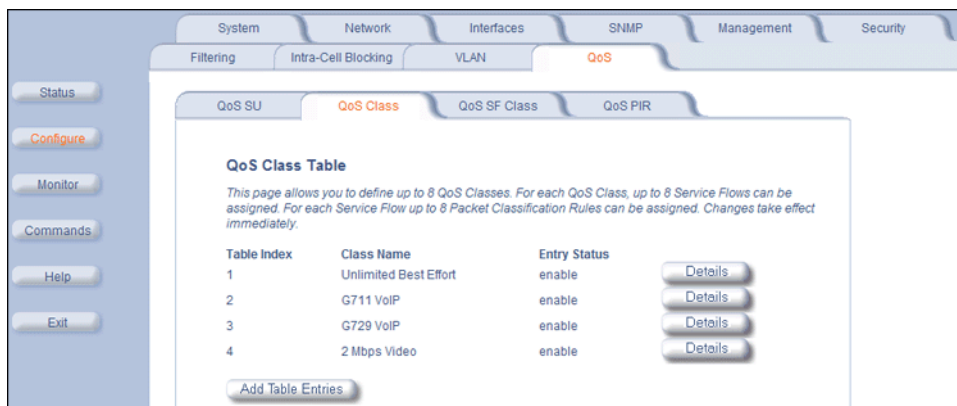 System Network Interfaces SNMP Management Security
Filtering Intra-Cell Blocking VLAN QoS
Status
QoS SU QoS Class QoS SF Class QoS PIR
Configure
QoS Class Table
Monitor
This page allows you to define up to 8 QoS Classes. For each QoS Class, up to 8 Service Flows can be
assigned. For each Service Flow up to 8 Packet Classification Rules can be assigned. Changes take effect
immediately.
Commands
Table Index Class Name Entry Status
Help
1 Unlimited Best Effort enable Details
2 G711 VoIP enable Details
Exit
3 G729 VoIP enable Details
4 2 Mbps Video enable Details
Add Table Entries